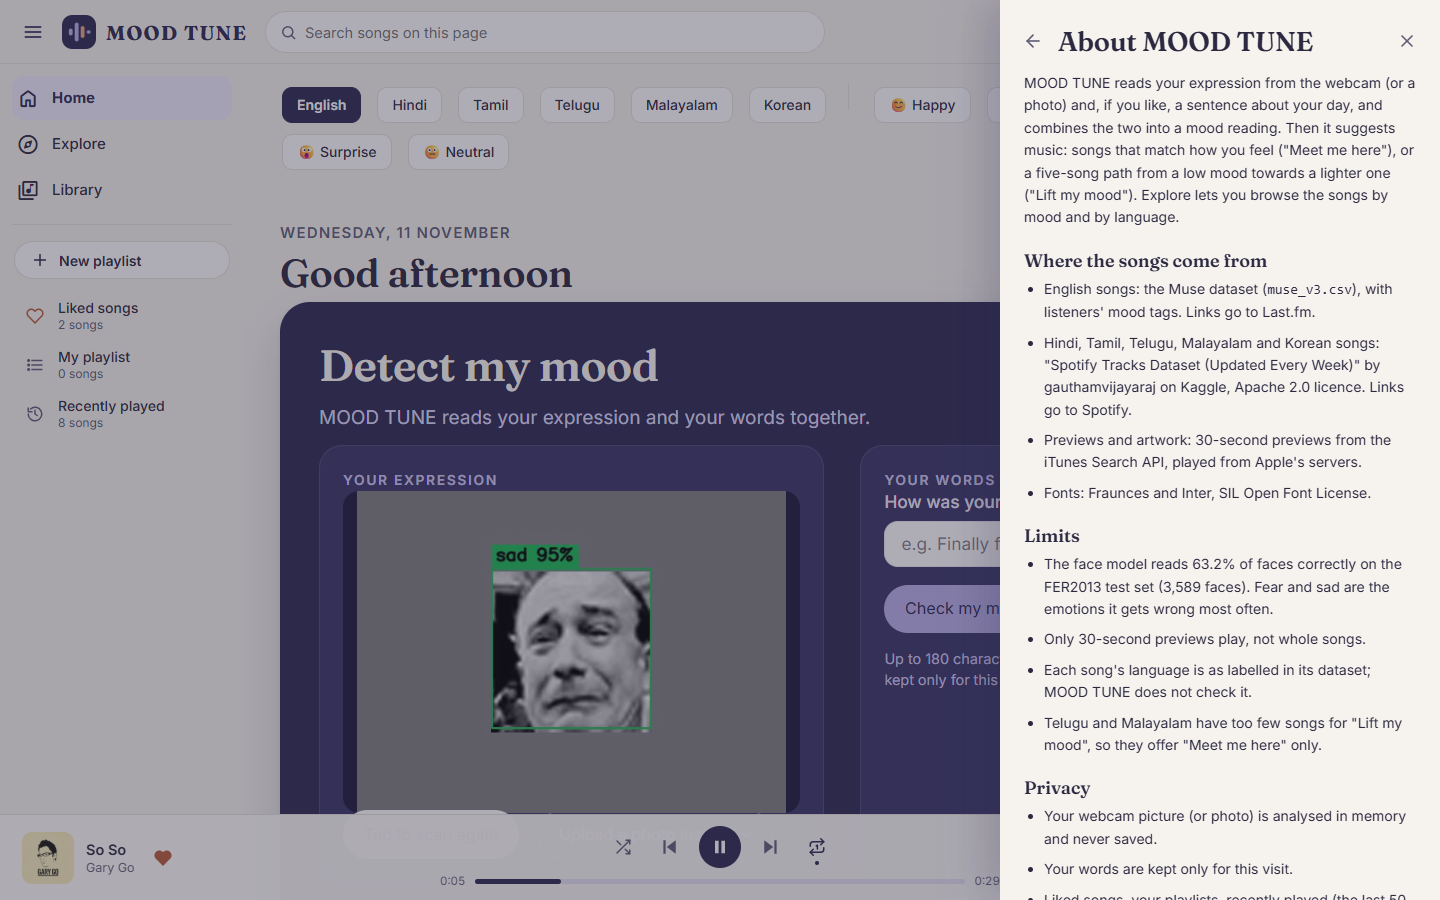 MOOD TUNE
Search songs on this page
Home
Explore
Library
New playlist
Liked songs
2 songs
My playlist
0 songs
Recently played
8 songs
English Hindi Tamil Telugu Malayalam Korean Happy
Surprise Neutral
WEDNESDAY, 11 NOVEMBER
Good afternoon
Detect my mood
MOOD TUNE reads your expression and your words together.
YOUR EXPRESSION
sad 95%
YOUR WORDS
How was your
e.g. Finally f
Check my m
Up to 180 charac
kept only for this
So So
Gary Go
GARY GO
0:05
0:29
About MOOD TUNE
MOOD TUNE reads your expression from the webcam (or a
photo) and, if you like, a sentence about your day, and
combines the two into a mood reading. Then it suggests
music: songs that match how you feel ("Meet me here"), or
a five-song path from a low mood towards a lighter one
("Lift my mood"). Explore lets you browse the songs by
mood and by language.
Where the songs come from
• English songs: the Muse dataset (muse_v3.csv), with
listeners' mood tags. Links go to Last.fm.
• Hindi, Tamil, Telugu, Malayalam and Korean songs:
"Spotify Tracks Dataset (Updated Every Week)" by
gauthamvijayaraj on Kaggle, Apache 2.0 licence. Links
go to Spotify.
• Previews and artwork: 30-second previews from the
iTunes Search API, played from Apple's servers.
• Fonts: Fraunces and Inter, SIL Open Font License.
Limits
• The face model reads 63.2% of faces correctly on the
FER2013 test set (3,589 faces). Fear and sad are the
emotions it gets wrong most often.
• Only 30-second previews play, not whole songs.
• Each song's language is as labelled in its dataset;
MOOD TUNE does not check it.
• Telugu and Malayalam have too few songs for "Lift my
mood", so they offer "Meet me here" only.
Privacy
• Your webcam picture (or photo) is analysed in memory
and never saved.
• Your words are kept only for this visit.
• Liked songs, your playlists, recently played (the last 50